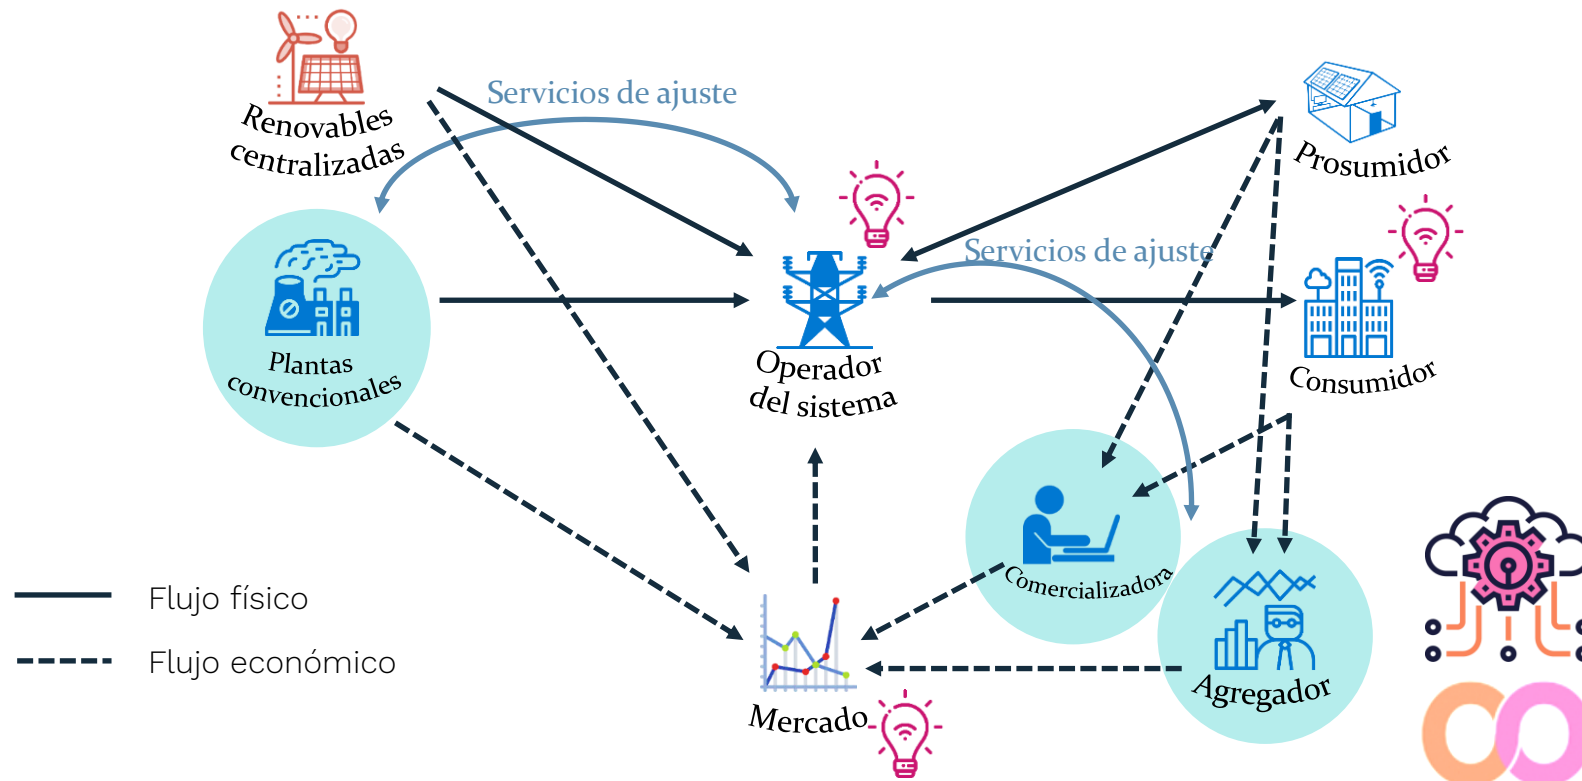 Servicios de ajuste
Renovables
centralizadas
Prosumidor
Servicios de ajuste
Plantas
convencionales
Operador
del sistema
Consumidor
Comercializadora
Flujo físico
Flujo económico
Agregador
Mercado